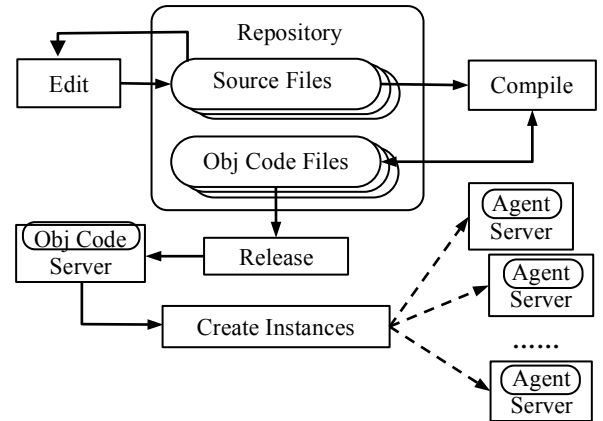 Repository
Edit
Source Files
Compile
Obj Code Files
Agent
Server
Obj Code
Server
Release
Agent
Server
Create Instances
......
Agent
Server